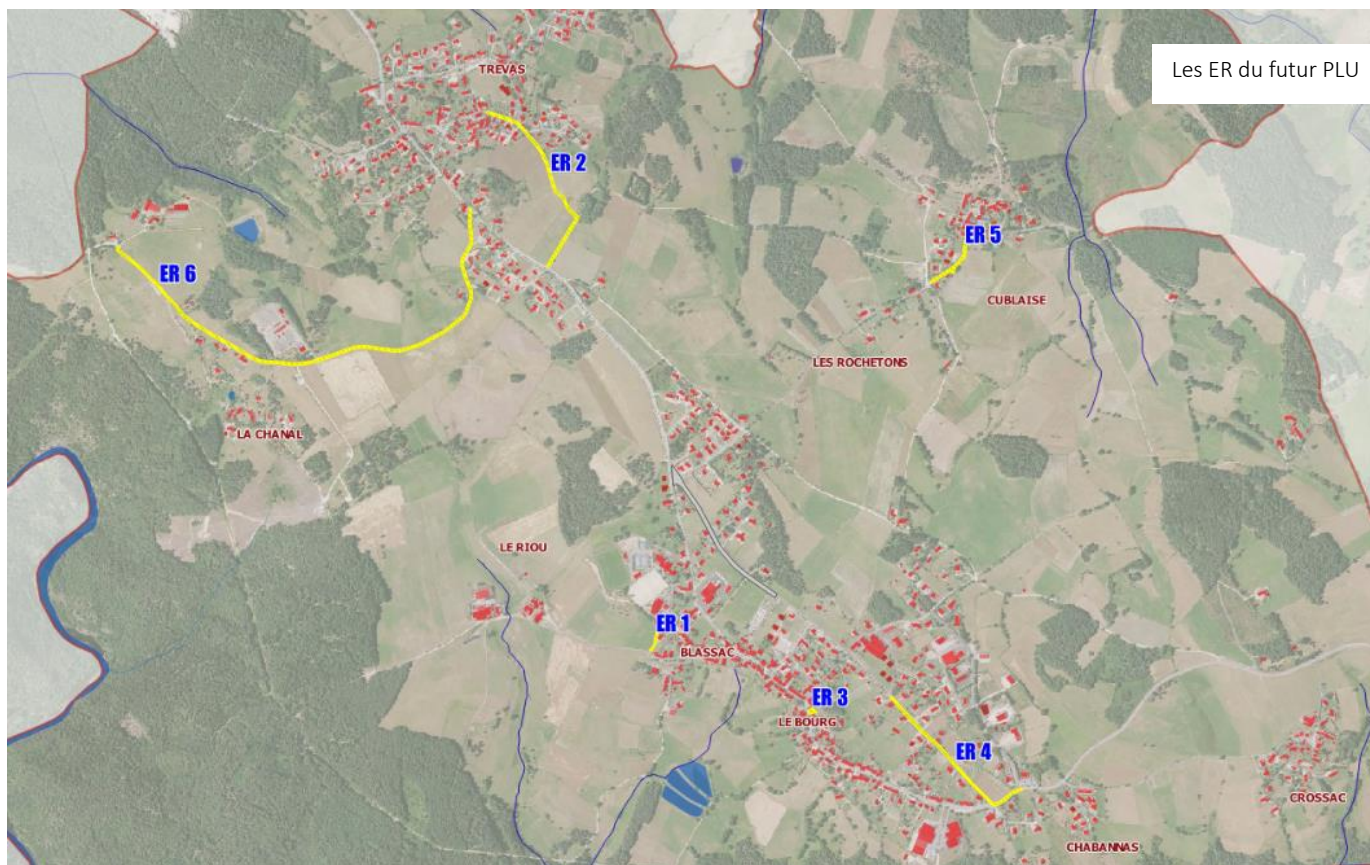 Les ER du futur PLU
TREVAS
ER 2
ER 5
ER 6
CUBLAISE
LES ROCHETONS
LA CHANAL
LE RIOU
ER 1
BLASSAC
ER 3
LE BOURG
ER 4
CROSSAC
CHABANNAS